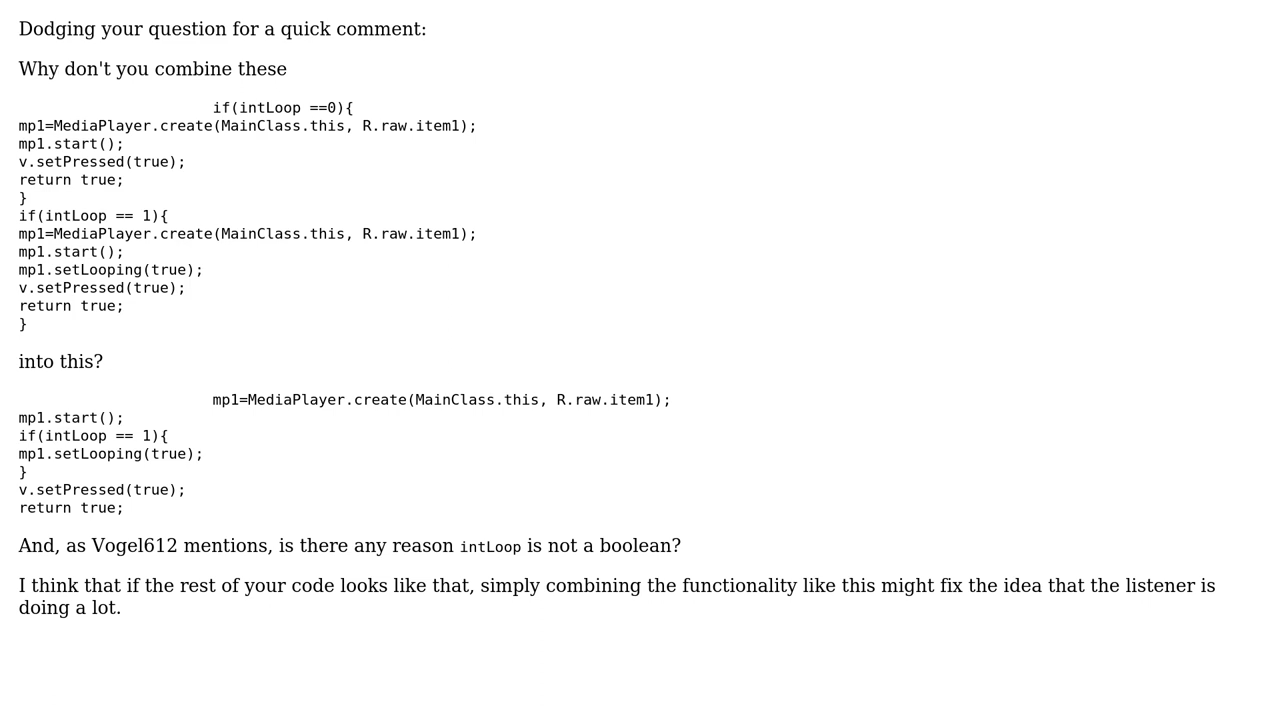 Dodging your question for a quick comment:
Why don't you combine these
if(intLoop ==0){
mp1=MediaPlayer.create(MainClass.this, R.raw.item1);
mp1.start();
v.setPressed(true);
return true;
}
if(intLoop == 1){
mp1=MediaPlayer.create(MainClass.this, R.raw.item1);
mp1.start();
mp1.setLooping(true);
v.setPressed(true);
return true;
}
into this?
mp1=MediaPlayer.create(MainClass.this, R.raw.item1);
mp1.start();
if(intLoop == 1){
mp1.setLooping(true);
}
v.setPressed(true);
return true;
And, as Vogel612 mentions, is there any reason intLoop is not a boolean?
I think that if the rest of your code looks like that, simply combining the functionality like this might fix the idea that the listener is
doing a lot.